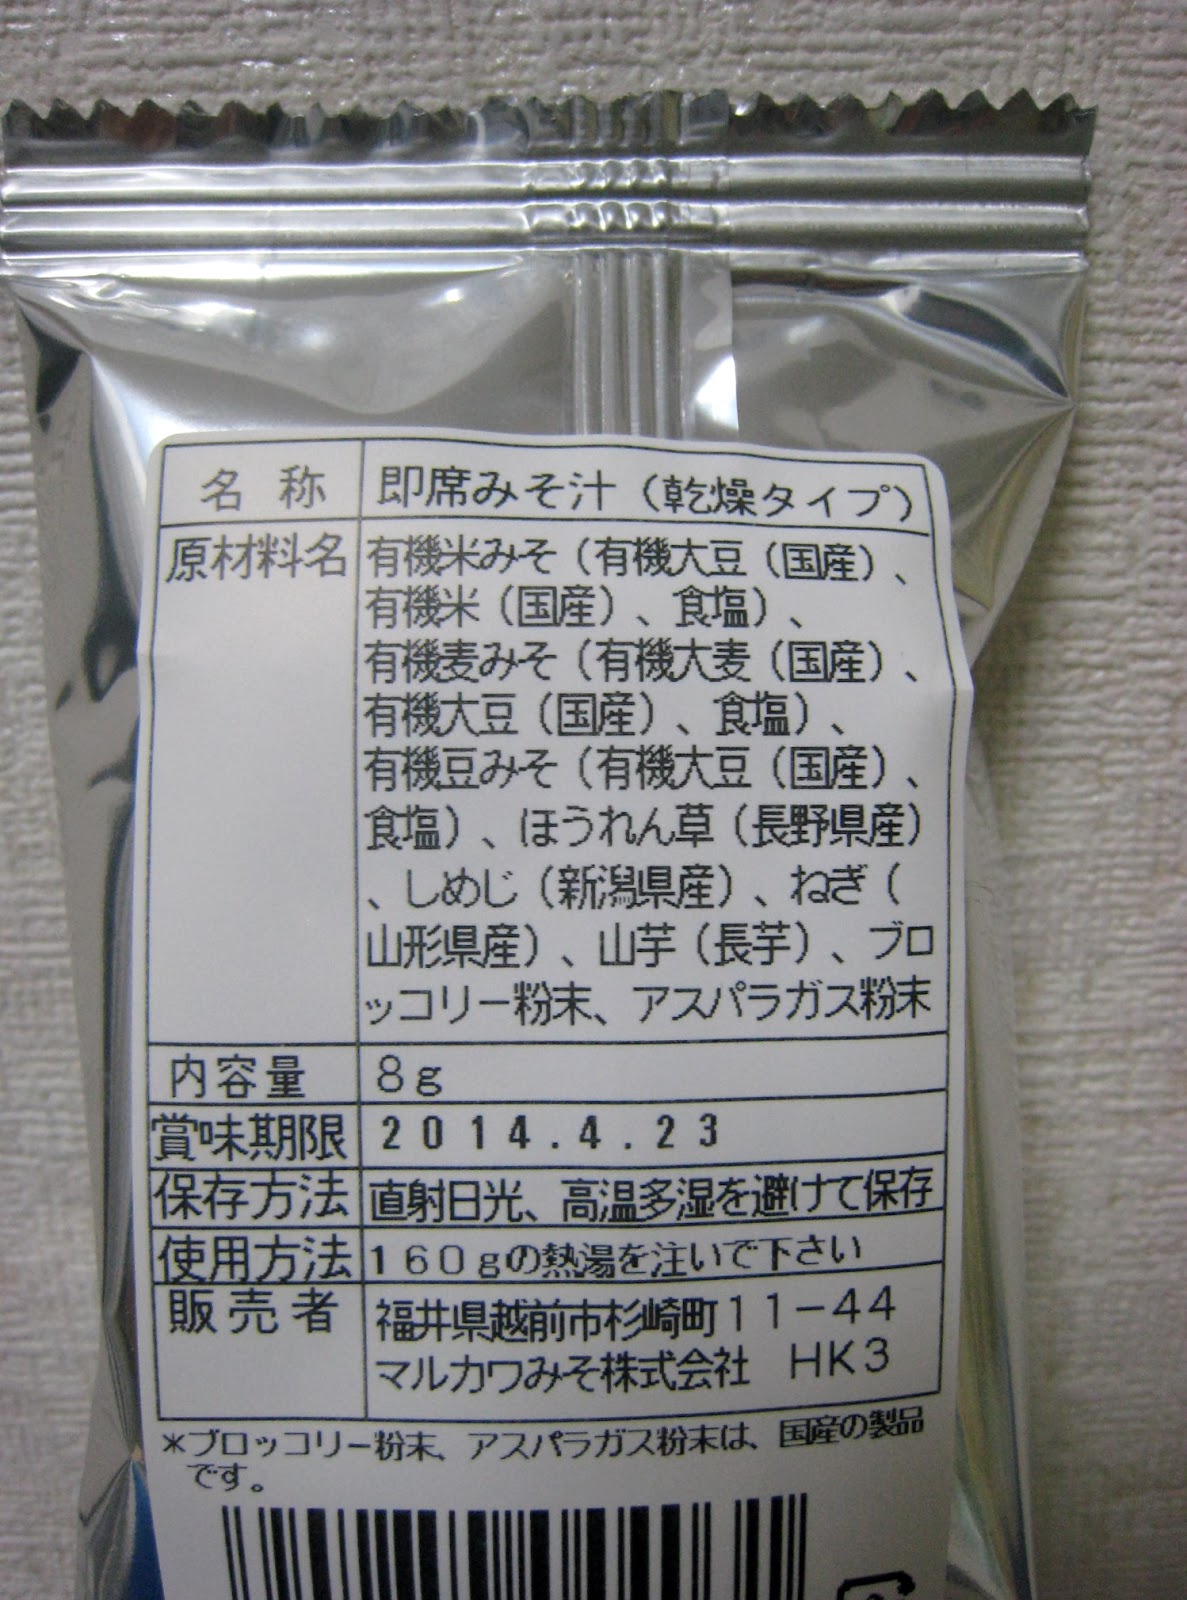 名称 即席みそ汁（乾燥タイプ）
原材料名 有機米みそ（有機大豆（国産）、
有機米（国産）、食塩）、
有機麦みそ（有機大麦（国産）、
有機大豆（国産）、食塩）、
有機豆みそ（有機大豆（国産）、
食塩）、ほうれん草（長野県産）
、しめじ（新潟県産）、ねぎ（
山形県産）、山芋（長芋）、ブロ
ッコリー粉末、アスパラガス粉末
内容量 8g
賞味期限 2014.4.23
保存方法 直射日光、高温多湿を避けて保存
使用方法 160gの熱湯を注いで下さい
販売者 福井県越前市杉崎町11-44
マルカワみそ株式会社 HK3
*ブロッコリー粉末、アスパラガス粉末は、国産の製品
です。